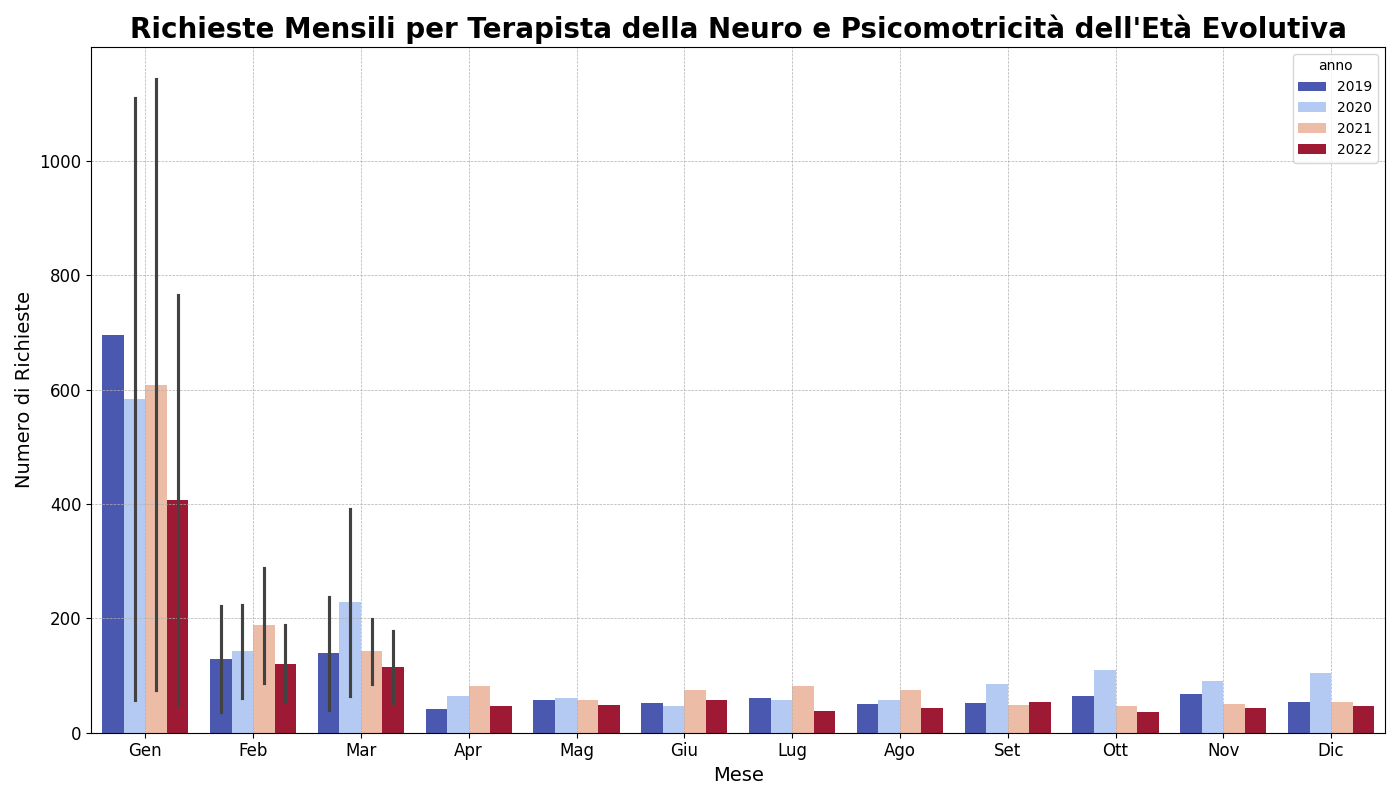 Richieste Mensili per Terapista della Neuro e Psicomotricità dell'Età Evolutiva
anno
2019
2020
2021
2022
Numero di Richieste
1000
800
600
400
200
0
Gen Feb Mar Apr Mag Giu Lug Ago Set Ott Nov Dic
Mese